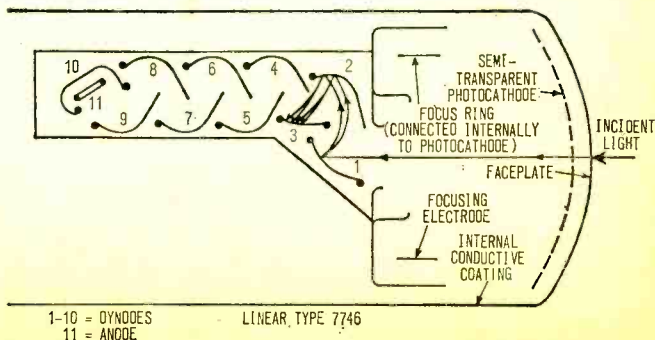 10
8
6
4
2
11
9
7
5
3
1
SEMI-
TRANSPARENT
PHOTOCATHODE
FOCUS RING
(CONNECTED INTERNALLY
TO PHOTOCATHODE)
INCIDENT
LIGHT
FACEPLATE
FOCUSING
ELECTRODE
INTERNAL
CONDUCTIVE
COATING
1-10 = DYNODES
11 = ANODE
LINEAR TYPE 7746